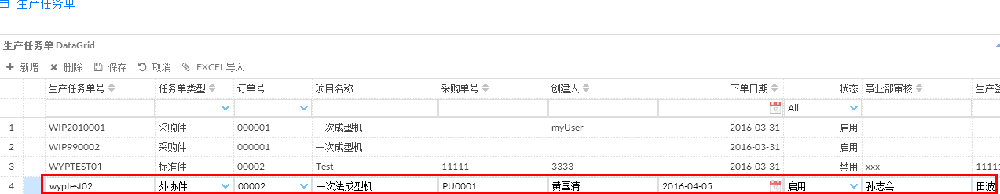 生产任务单
生产任务单 DataGrid
新增 删除 保存 取消 EXCEL导入
生产任务单号 任务单类型 订单号 项目名称 采购单号 创建人 下单日期 状态 事业部审核 生产
All
1 WIP2010001 采购件 000001 一次成型机 myUser 2016-03-31 启用
2 WIP990002 采购件 000001 一次成型机 2016-03-31 启用
3 WYPTEST01 标准件 00002 Test 11111 3333 2016-03-31 禁用 xxx 11111
4 wyptest02 外协件 00002 一次法成型机 PU0001 黄国清 2016-04-05 启用 孙志会 田波